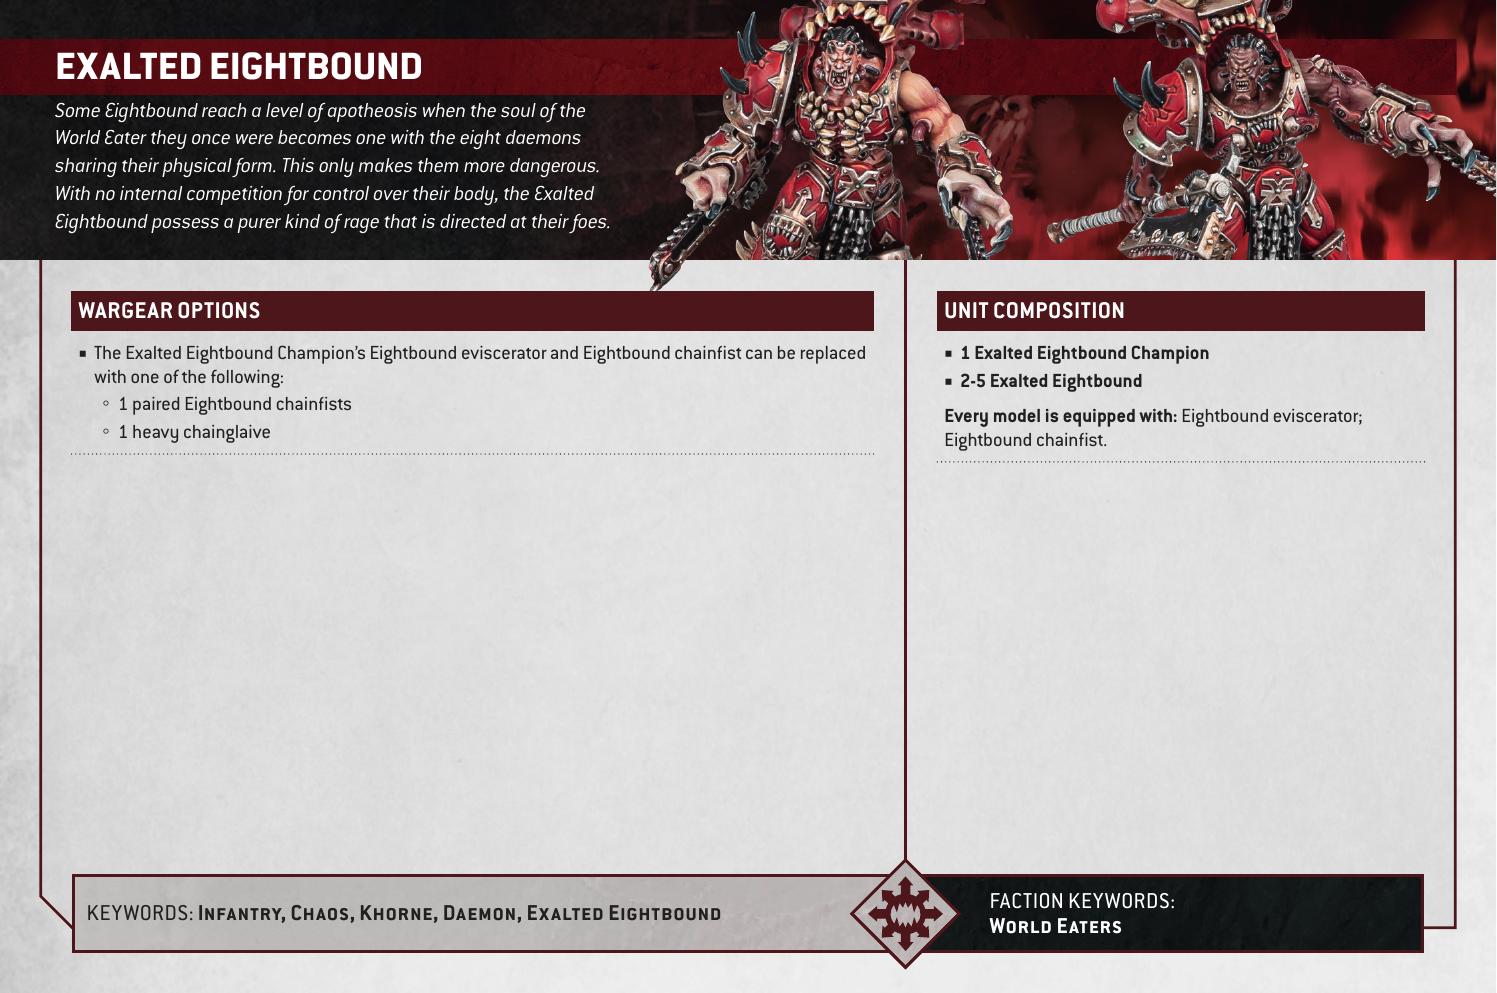 EXALTED EIGHTBOUND
Some Eightbound reach a level of apotheosis when the soul of the
World Eater they once were becomes one with the eight daemons
sharing their physical form. This only makes them more dangerous.
With no internal competition for control over their body, the Exalted
Eightbound possess a purer kind of rage that is directed at their foes.
WARGEAR OPTIONS
■ The Exalted Eightbound Champion’s Eightbound eviscerator and Eightbound chainfist can be replaced
with one of the following:
◦ 1 paired Eightbound chainfists
◦ 1 heavy chainglaive
UNIT COMPOSITION
■ 1 Exalted Eightbound Champion
■ 2-5 Exalted Eightbound
Every model is equipped with: Eightbound eviscerator;
Eightbound chainfist.
KEYWORDS: Infantry, Chaos, Khorne, Daemon, Exalted Eightbound
FACTION KEYWORDS:
World Eaters